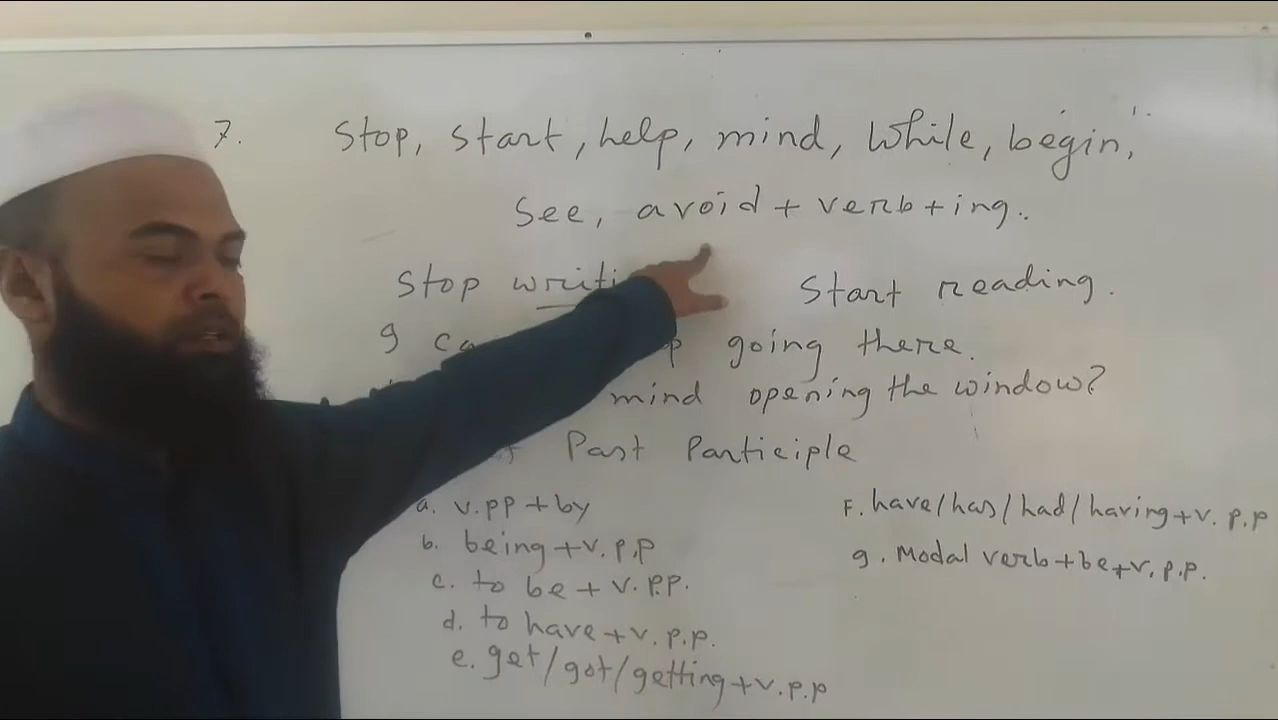 7. Stop, start, help, mind, While, begin,
See, avoid + verb + ing.
Stop Start reading.
9 going there.
mind opening the window?
Past Participle
a. v.pp + by
b. being + v.p.p
c. to be + v.p.p.
d. to have + v.p.p.
e. get/got/getting + v.p.p
F. have/has/had/having + v. p.p
g. Modal verb + be + v. p.p.